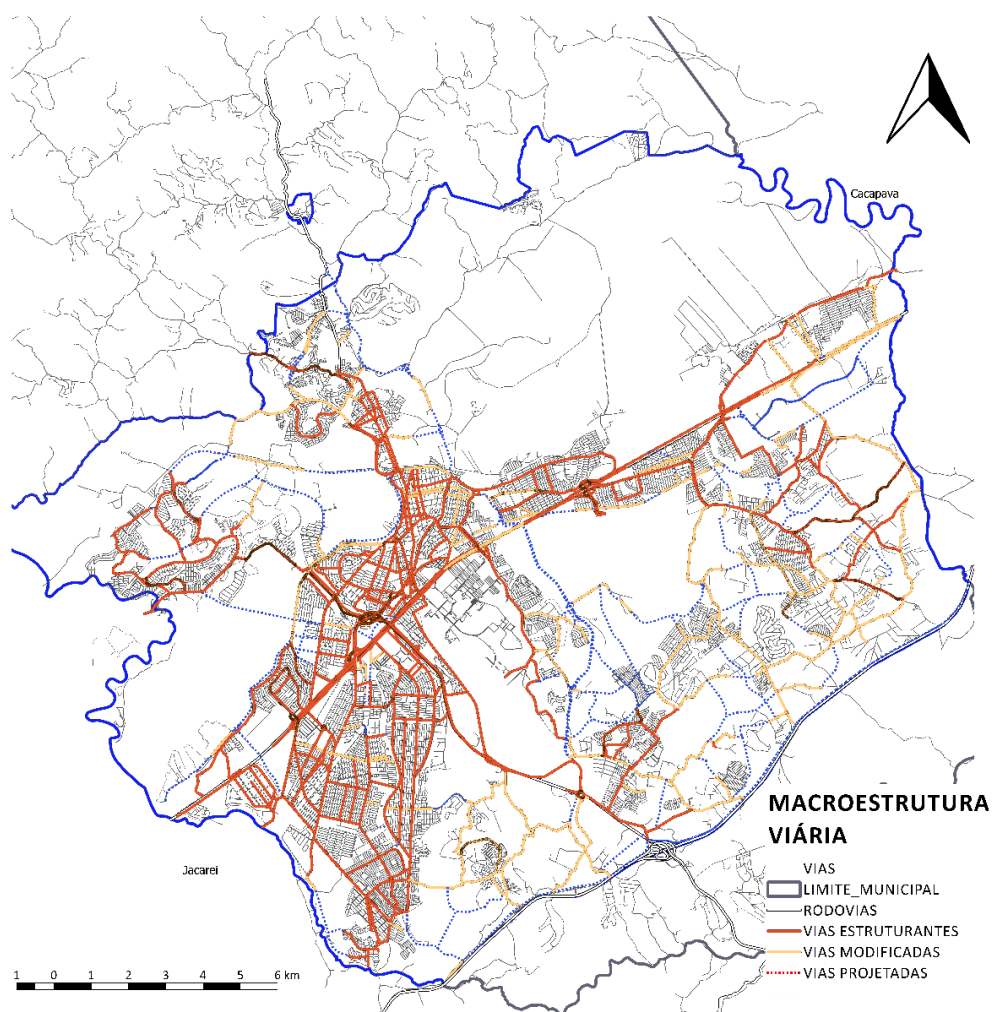 Cacapava
Jacarei
MACROESTRUTURA
VIÁRIA
VIAS
LIMITE_MUNICIPAL
RODOVIAS
VIAS ESTRUTURANTES
VIAS MODIFICADAS
VIAS PROJETADAS
1 0 1 2 3 4 5 6 km